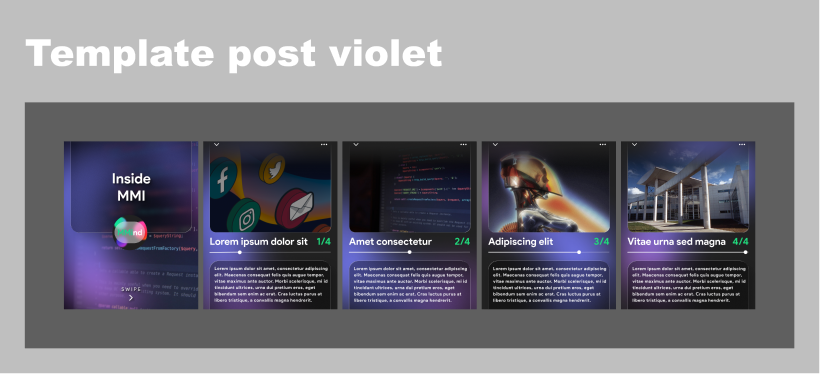 Template post violet
Inside
MMI
SWIPE
Lorem ipsum dolor sit 1/4
Lorem ipsum dolor sit amet, consectetur adipiscing
elit. Maecenas consequat felis quis augue tempor, id
vulputate maximus ante auctor. Morbi scelerisque, mi id
tincidunt ultrices, urna dui pretium eros, eget
bibendum sem enim ac erat. Cras luctus purus et
libero tristique, a convallis magna hendrerit.
Amet consectetur 2/4
Lorem ipsum dolor sit amet, consectetur adipiscing
elit. Maecenas consequat felis quis augue tempor, id
vulputate maximus ante auctor. Morbi scelerisque, mi id
tincidunt ultrices, urna dui pretium eros, eget
bibendum sem enim ac erat. Cras luctus purus et
libero tristique, a convallis magna hendrerit.
Adipiscing elit 3/4
Lorem ipsum dolor sit amet, consectetur adipiscing
elit. Maecenas consequat felis quis augue tempor, id
vulputate maximus ante auctor. Morbi scelerisque, mi id
tincidunt ultrices, urna dui pretium eros, eget
bibendum sem enim ac erat. Cras luctus purus et
libero tristique, a convallis magna hendrerit.
Vitae urna sed magna 4/4
Lorem ipsum dolor sit amet, consectetur adipiscing
elit. Maecenas consequat felis quis augue tempor, id
vulputate maximus ante auctor. Morbi scelerisque, mi id
tincidunt ultrices, urna dui pretium eros, eget
bibendum sem enim ac erat. Cras luctus purus et
libero tristique, a convallis magna hendrerit.